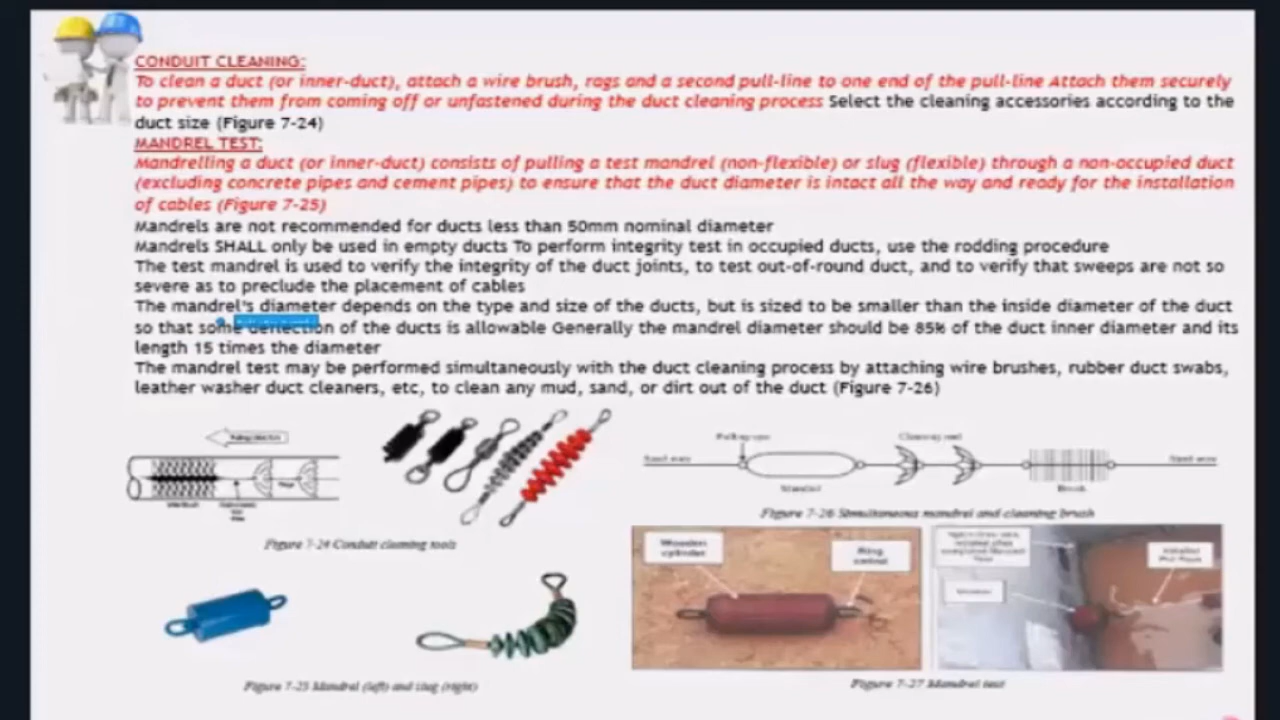 CONDUIT CLEANING:
To clean a duct (or inner-duct), attach a wire brush, rags and a second pull-line to one end of the pull-line Attach them securely
to prevent them from coming off or unfastened during the duct cleaning process Select the cleaning accessories according to the
duct size (Figure 7-24)
MANDREL TEST:
Mandrelling a duct (or inner-duct) consists of pulling a test mandrel (non-flexible) or slug (flexible) through a non-occupied duct
(excluding concrete pipes and cement pipes) to ensure that the duct diameter is intact all the way and ready for the installation
of cables (Figure 7-25)
Mandrels are not recommended for ducts less than 50mm nominal diameter
Mandrels SHALL only be used in empty ducts To perform integrity test in occupied ducts, use the rodding procedure
The test mandrel is used to verify the integrity of the duct joints, to test out-of-round duct, and to verify that sweeps are not so
severe as to preclude the placement of cables
The mandrel's diameter depends on the type and size of the ducts, but is sized to be smaller than the inside diameter of the duct
so that some deflection of the ducts is allowable Generally the mandrel diameter should be 85% of the duct inner diameter and its
length 15 times the diameter
The mandrel test may be performed simultaneously with the duct cleaning process by attaching wire brushes, rubber duct swabs,
leather washer duct cleaners, etc, to clean any mud, sand, or dirt out of the duct (Figure 7-26)
Figure 7-24 Conduit cleaning tools
Mandrel
Brush
Figure 7-26 Simultaneous mandrel and cleaning brush
Wooden
cylinder
Figure 7-25 Mandrel (left) and slug (right)
Figure 7-27 Mandrel test